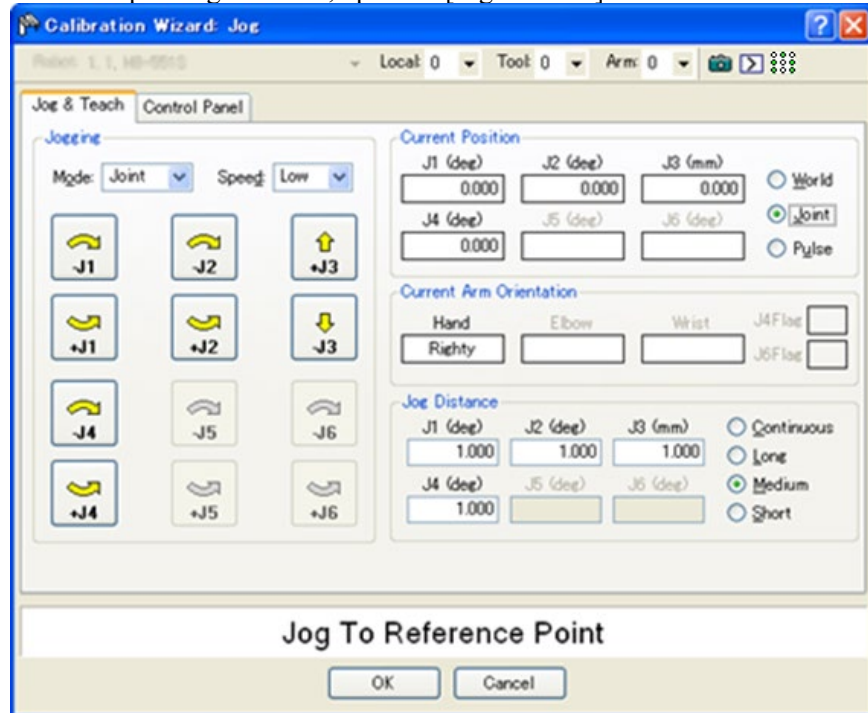 Calibration Wizard: Jog
Robot: 1, 1, H8-551S Local: 0 Tool: 0 Arm: 0
Jog & Teach Control Panel
Jogging
Mode: Joint Speed: Low
-J1 -J2 +J3
+J1 +J2 -J3
-J4 -J5 -J6
+J4 +J5 +J6
Current Position
J1 (deg) J2 (deg) J3 (mm)
0.000 0.000 0.000 World
J4 (deg) J5 (deg) J6 (deg) Joint
0.000 Pulse
Current Arm Orientation
Hand Elbow Wrist J4Flag
Righty J6Flag
Jog Distance
J1 (deg) J2 (deg) J3 (mm) Continuous
1.000 1.000 1.000 Long
J4 (deg) J5 (deg) J6 (deg) Medium
1.000 Short
Jog To Reference Point
OK Cancel